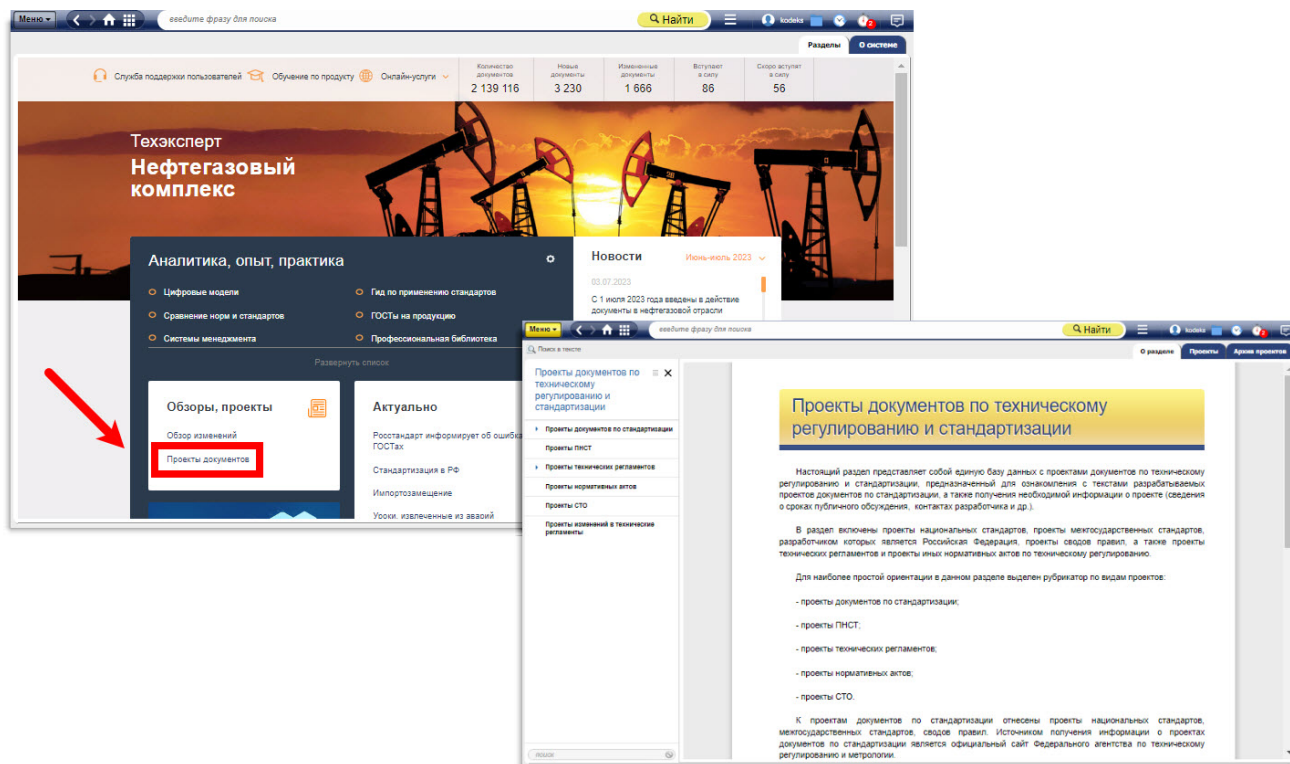 Меню
введите фразу для поиска
Найти
kodeks
2
Разделы
О системе
Служба поддержки пользователей
Обучение по продукту
Онлайн-услуги
Количество документов
2 139 116
Новые документы
3 230
Измененные документы
1 666
Вступают в силу
86
Скоро вступят в силу
56
Техэксперт
Нефтегазовый
комплекс
Аналитика, опыт, практика
Цифровые модели
Гид по применению стандартов
Сравнение норм и стандартов
ГОСТы на продукцию
Системы менеджмента
Профессиональная библиотека
Развернуть список
Новости
Июнь-июль 2023
03.07.2023
С 1 июля 2023 года введены в действие
документы в нефтегазовой отрасли
Обзоры, проекты
Обзор изменений
Проекты документов
Актуально
Росстандарт информирует об ошибка
ГОСТах
Стандартизация в РФ
Импортозамещение
Уроки, извлеченные из аварий
Меню
введите фразу для поиска
Найти
kodeks
2
Поиск в тексте
О разделе
Проекты
Архив проектов
Проекты документов по
техническому
регулированию и
стандартизации
Проекты документов по стандартизации
Проекты ПНСТ
Проекты технических регламентов
Проекты нормативных актов
Проекты СТО
Проекты изменений в технические
регламенты
поиск
Проекты документов по техническому
регулированию и стандартизации
Настоящий раздел представляет собой единую базу данных с проектами документов по техническому
регулированию и стандартизации, предназначенный для ознакомления с текстами разрабатываемых
проектов документов по стандартизации, а также получения необходимой информации о проекте (сведения
о сроках публичного обсуждения, контактах разработчика и др.).
В раздел включены проекты национальных стандартов, проекты межгосударственных стандартов,
разработчиком которых является Российская Федерация, проекты сводов правил, а также проекты
технических регламентов и проекты иных нормативных актов по техническому регулированию.
Для наиболее простой ориентации в данном разделе выделен рубрикатор по видам проектов:
- проекты документов по стандартизации;
- проекты ПНСТ;
- проекты технических регламентов;
- проекты нормативных актов;
- проекты СТО.
К проектам документов по стандартизации отнесены проекты национальных стандартов,
межгосударственных стандартов, сводов правил. Источником получения информации о проектах
документов по стандартизации является официальный сайт Федерального агентства по техническому
регулированию и метрологии.